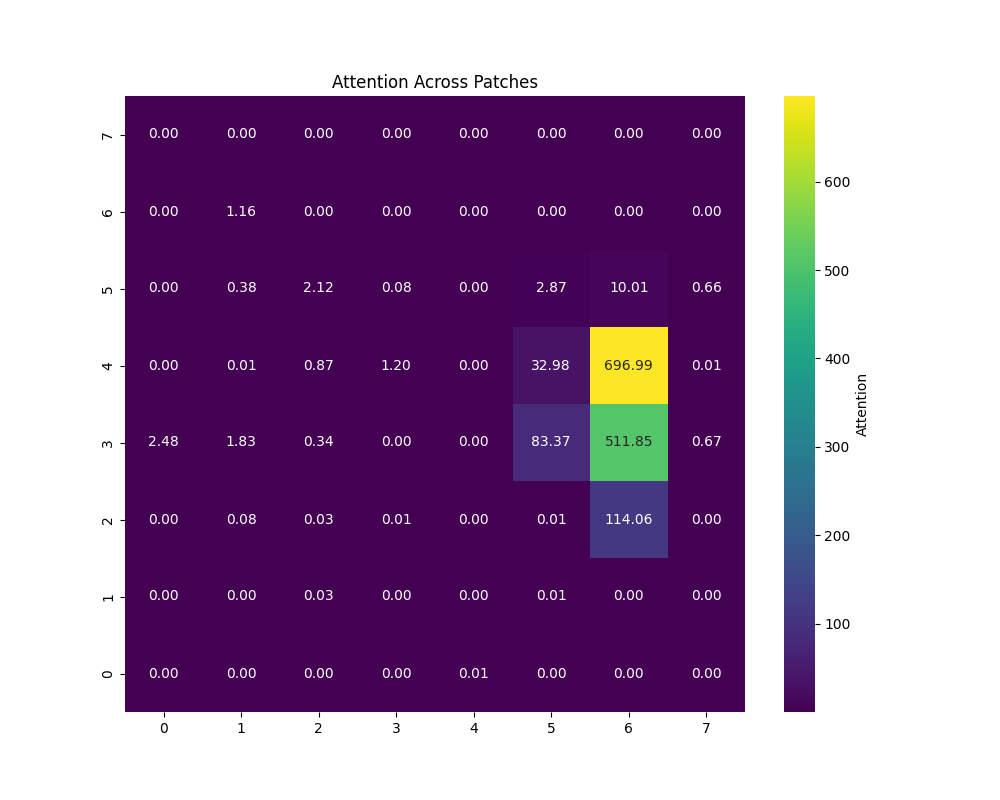 Attention Across Patches
7 0.00 0.00 0.00 0.00 0.00 0.00 0.00 0.00
6 0.00 1.16 0.00 0.00 0.00 0.00 0.00 0.00
600
5 0.00 0.38 2.12 0.08 0.00 2.87 10.01 0.66
500
4 0.00 0.01 0.87 1.20 0.00 32.98 696.99 0.01
400
Attention
3 2.48 1.83 0.34 0.00 0.00 83.37 511.85 0.67
300
2 0.00 0.08 0.03 0.01 0.00 0.01 114.06 0.00
200
1 0.00 0.00 0.03 0.00 0.00 0.01 0.00 0.00
100
0 0.00 0.00 0.00 0.00 0.01 0.00 0.00 0.00
0 1 2 3 4 5 6 7